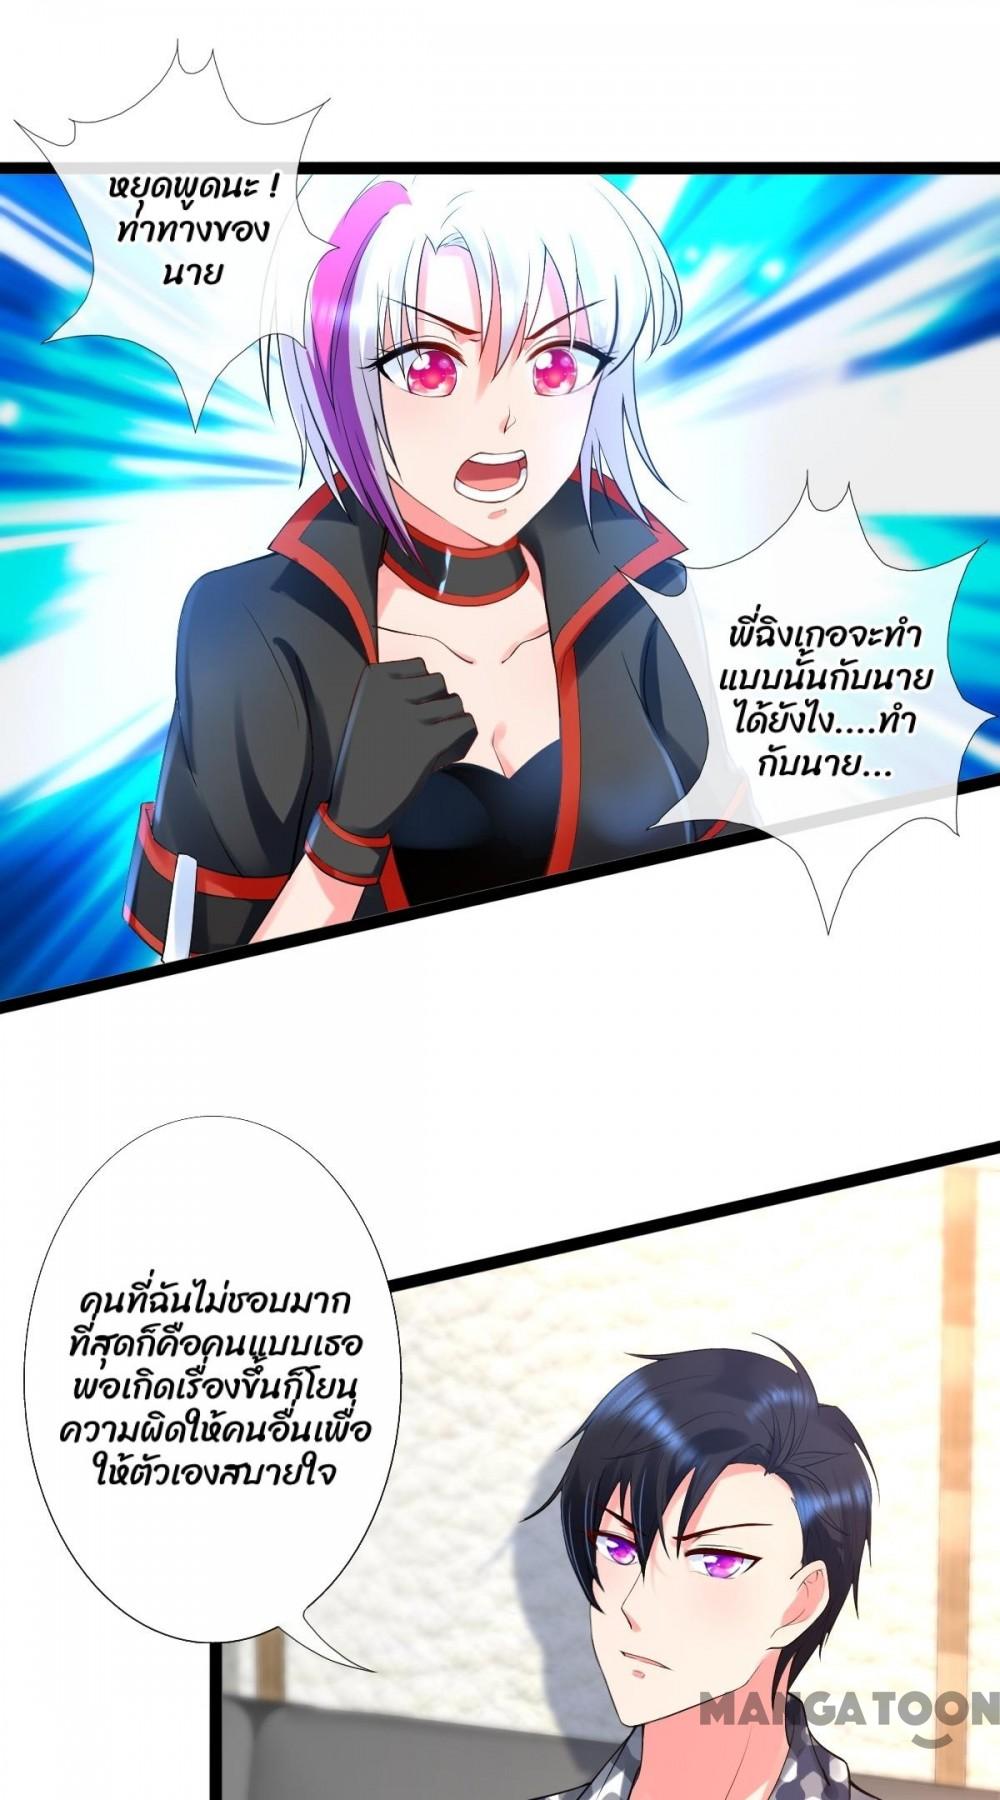 หยุดพูดนะ !
ท่าทางของ
นาย
พี่ฉิงเกอจะทำ
แบบนั้นกับนาย
ได้ยังไง....ทำ
กับนาย...
คนที่ฉันไม่ชอบมาก
ที่สุดก็คือคนแบบเธอ
พอเกิดเรื่องขึ้นก็โยน
ความผิดให้คนอื่นเพื่อ
ให้ตัวเองสบายใจ
MANGATOON